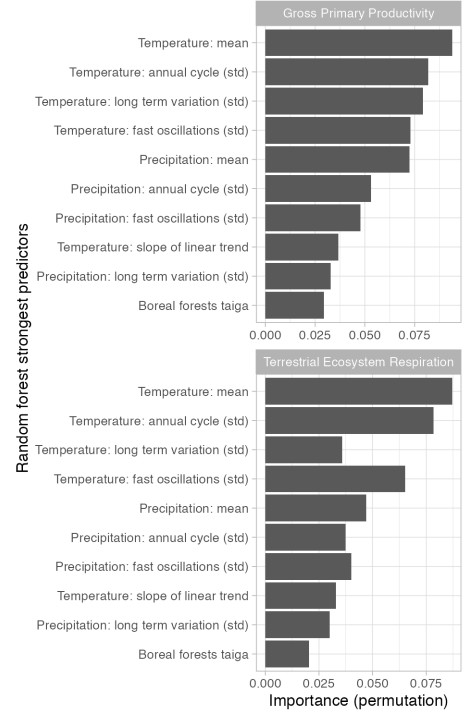 Gross Primary Productivity
Temperature: mean
Temperature: annual cycle (std)
Temperature: long term variation (std)
Temperature: fast oscillations (std)
Precipitation: mean
Precipitation: annual cycle (std)
Precipitation: fast oscillations (std)
Temperature: slope of linear trend
Precipitation: long term variation (std)
Boreal forests taiga
0.000 0.025 0.050 0.075
Random forest strongest predictors
Terrestrial Ecosystem Respiration
Temperature: mean
Temperature: annual cycle (std)
Temperature: long term variation (std)
Temperature: fast oscillations (std)
Precipitation: mean
Precipitation: annual cycle (std)
Precipitation: fast oscillations (std)
Temperature: slope of linear trend
Precipitation: long term variation (std)
Boreal forests taiga
0.000 0.025 0.050 0.075
Importance (permutation)